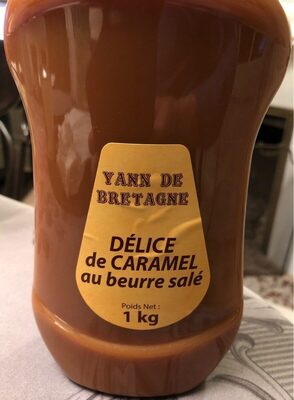 YANN DE
BRETAGNE
DÉLICE
de CARAMEL
au beurre salé
Poids Net :
1 kg